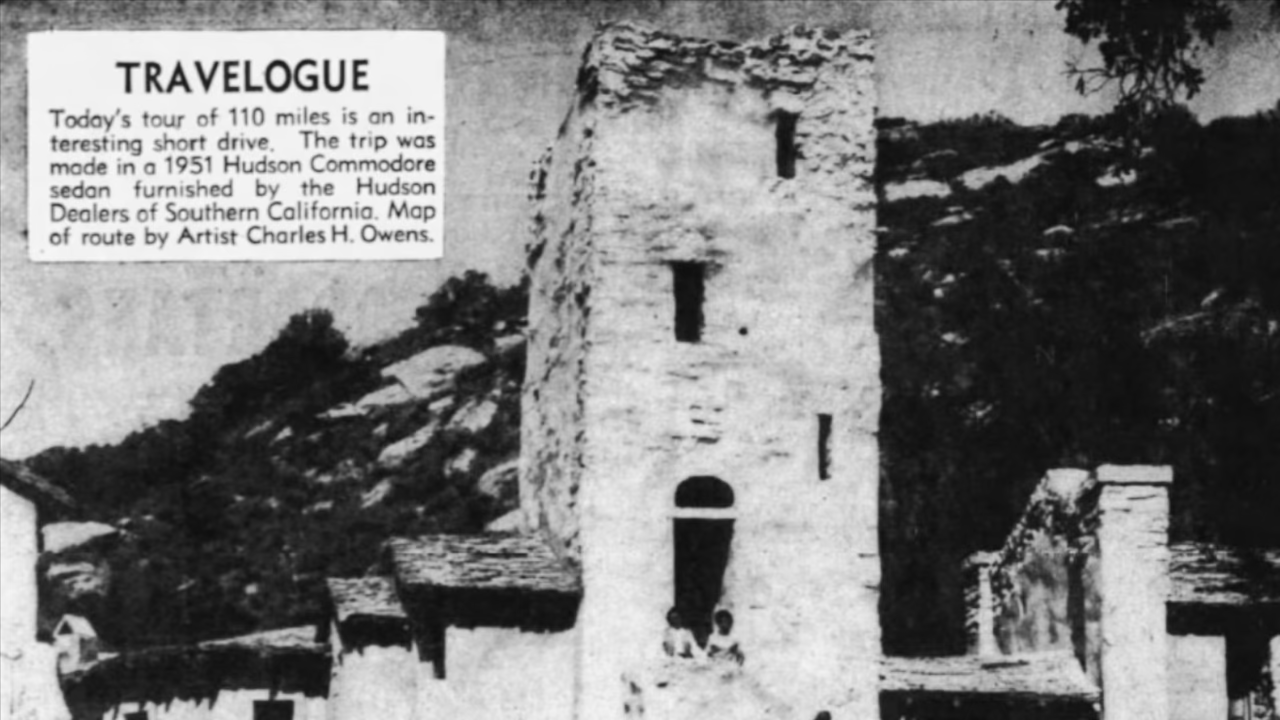 TRAVELOGUE
Today's tour of 110 miles is an in-
teresting short drive. The trip was
made in a 1951 Hudson Commodore
sedan furnished by the Hudson
Dealers of Southern California. Map
of route by Artist Charles H. Owens.